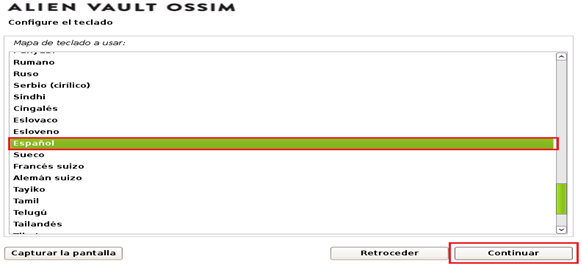 ALIEN VAULT OSSIM
Configure el teclado
Mapa de teclado a usar:
Rumano
Ruso
Serbio (cirílico)
Sindhi
Cingalés
Eslovaco
Esloveno
Español
Sueco
Francés suizo
Alemán suizo
Tayiko
Tamil
Telugú
Tailandés
Capturar la pantalla Retroceder Continuar